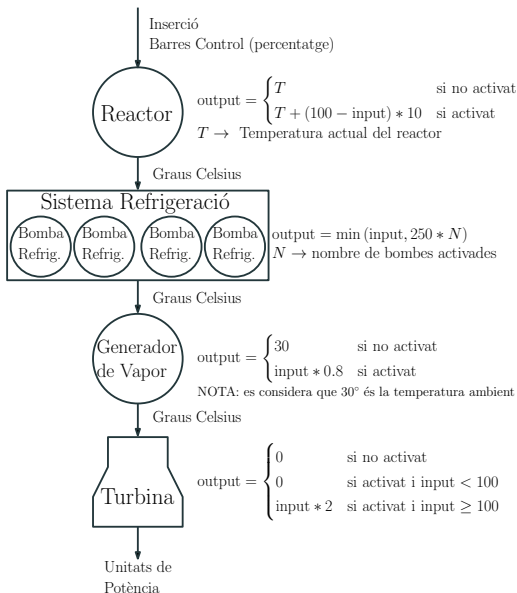 Inserció
Barres Control (percentatge)
Reactor
output = { T si no activat
T + (100 − input) ∗ 10 si activat
T → Temperatura actual del reactor
Graus Celsius
Sistema Refrigeració
Bomba Bomba Bomba Bomba
Refrig. Refrig. Refrig. Refrig.
output = min (input, 250 ∗ N)
N → nombre de bombes activades
Graus Celsius
Generador
de Vapor
output = { 30 si no activat
input ∗ 0.8 si activat
NOTA: es considera que 30° és la temperatura ambient
Graus Celsius
Turbina
output = { 0 si no activat
0 si activat i input < 100
input ∗ 2 si activat i input ≥ 100
Unitats de
Potència